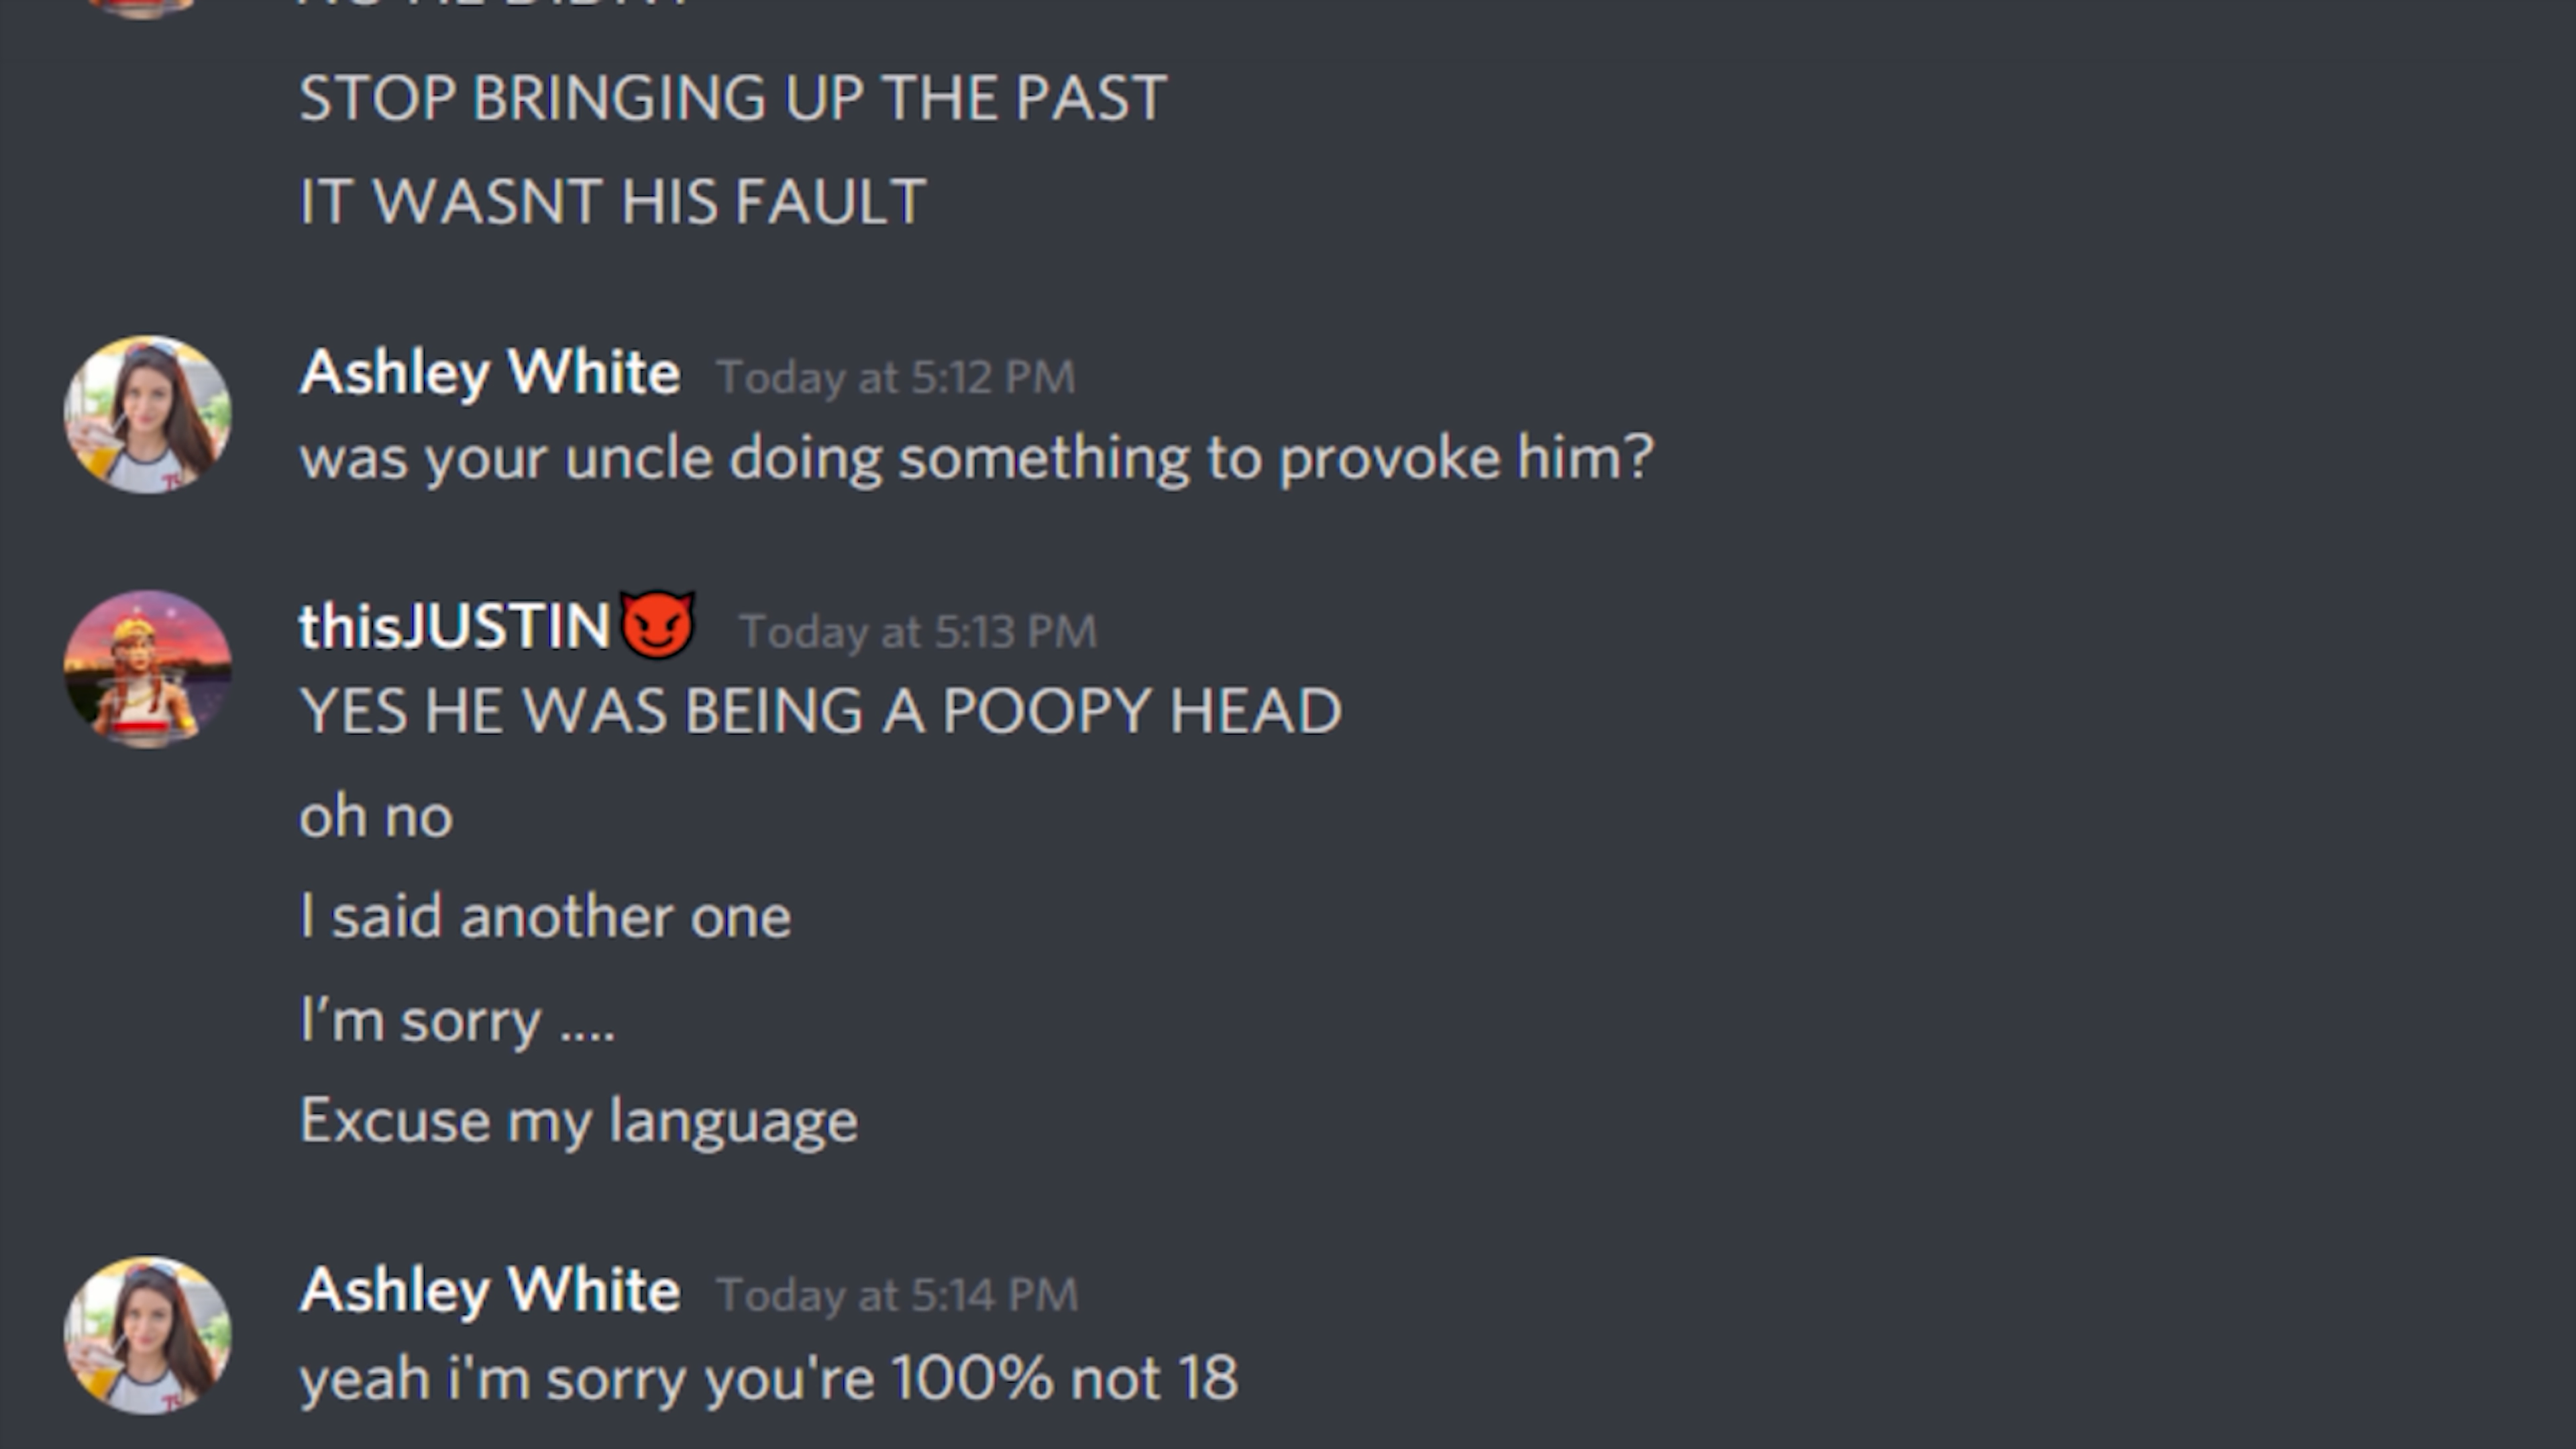 STOP BRINGING UP THE PAST
IT WASNT HIS FAULT
Ashley White Today at 5:12 PM
was your uncle doing something to provoke him?
thisJUSTIN😈 Today at 5:13 PM
YES HE WAS BEING A POOPY HEAD
oh no
I said another one
I’m sorry ....
Excuse my language
Ashley White Today at 5:14 PM
yeah i'm sorry you're 100% not 18